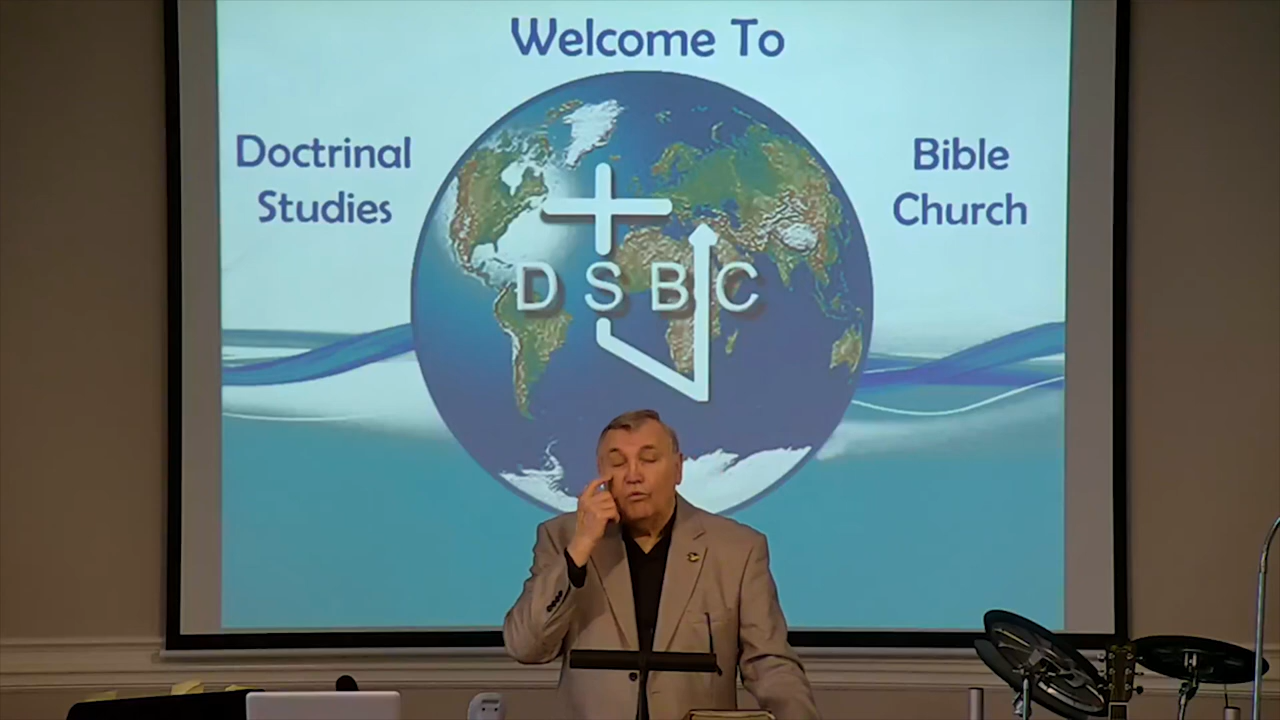 Welcome To
Doctrinal
Studies
Bible
Church
DSBC